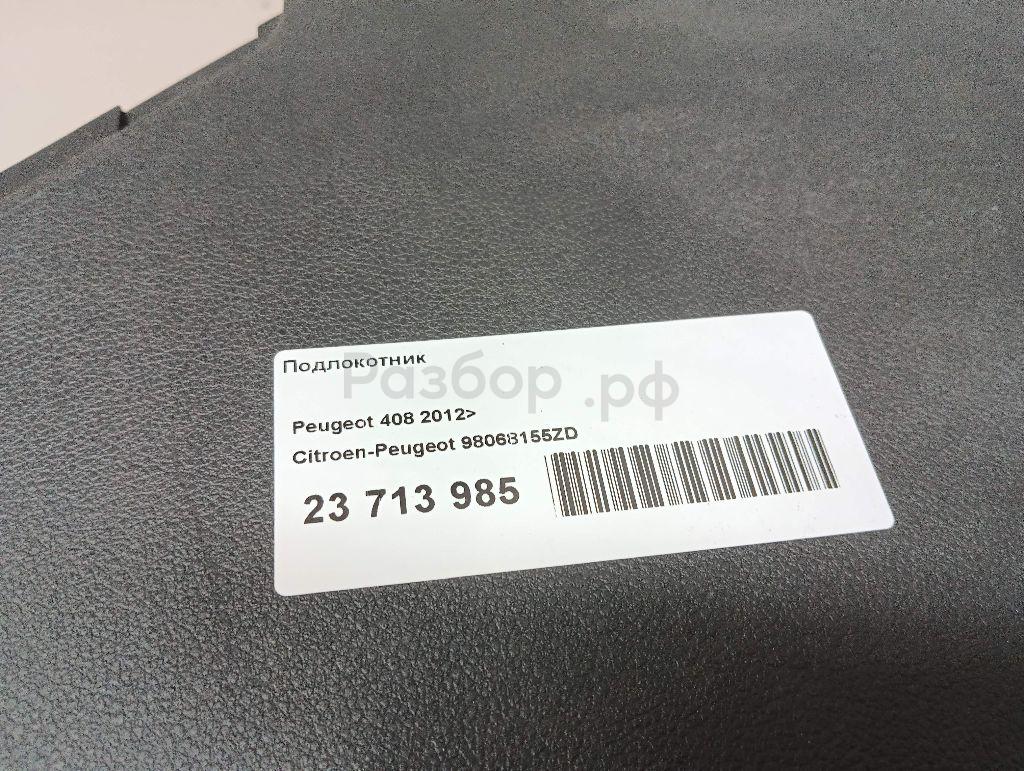 Подлокотник
Разбор.рф
Peugeot 408 2012>
Citroen-Peugeot 98068155ZD
23 713 985